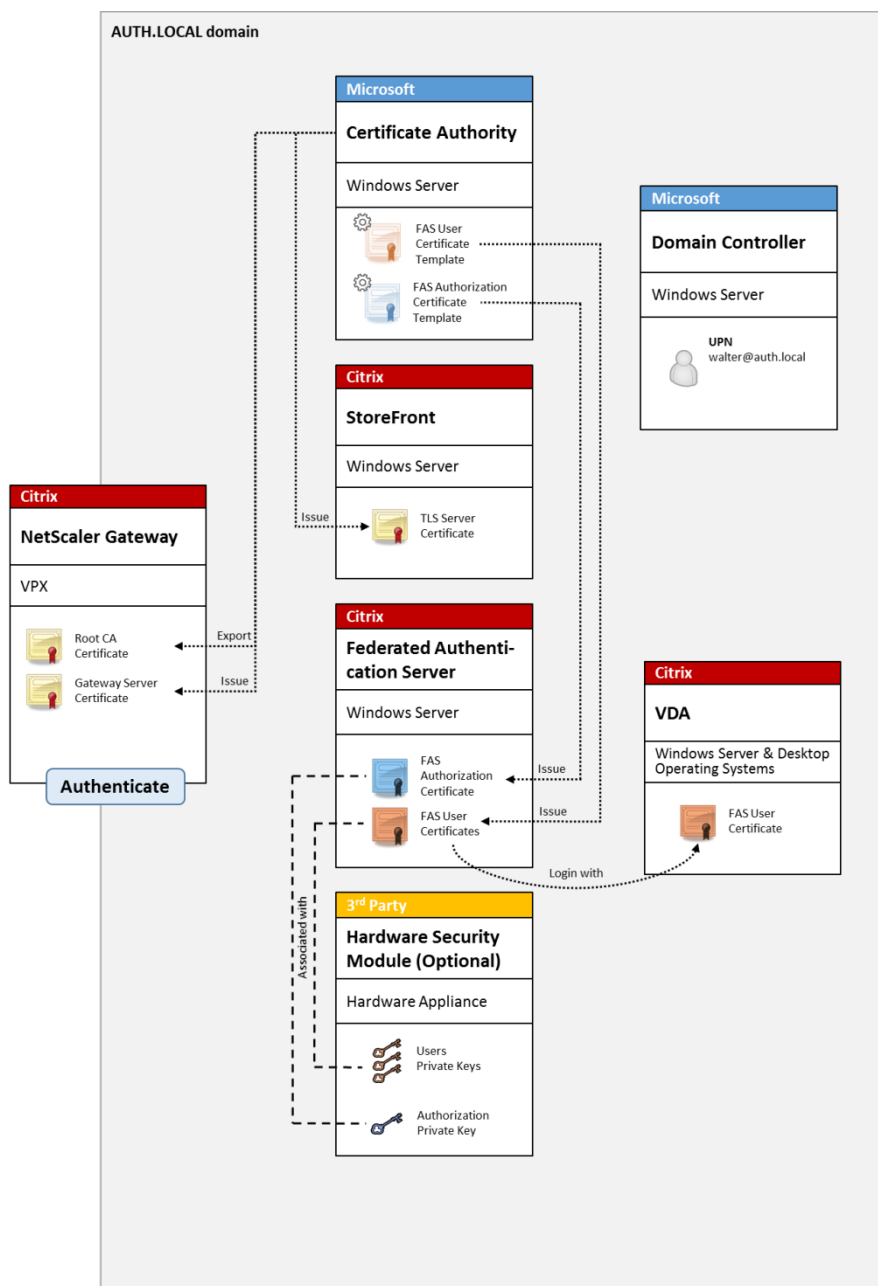 AUTH.LOCAL domain
Microsoft
Certificate Authority
Windows Server
FAS User
Certificate
Template
FAS Authorization
Certificate
Template
Microsoft
Domain Controller
Windows Server
UPN
walter@auth.local
Citrix
StoreFront
Windows Server
Issue
TLS Server
Certificate
Citrix
NetScaler Gateway
VPX
Root CA
Certificate
Export
Gateway Server
Certificate
Issue
Authenticate
Citrix
Federated Authenti-
cation Server
Windows Server
FAS
Authorization
Certificate
Issue
FAS User
Certificates
Issue
Citrix
VDA
Windows Server & Desktop
Operating Systems
FAS User
Certificate
Login with
Associated with
3rd Party
Hardware Security
Module (Optional)
Hardware Appliance
Users
Private Keys
Authorization
Private Key